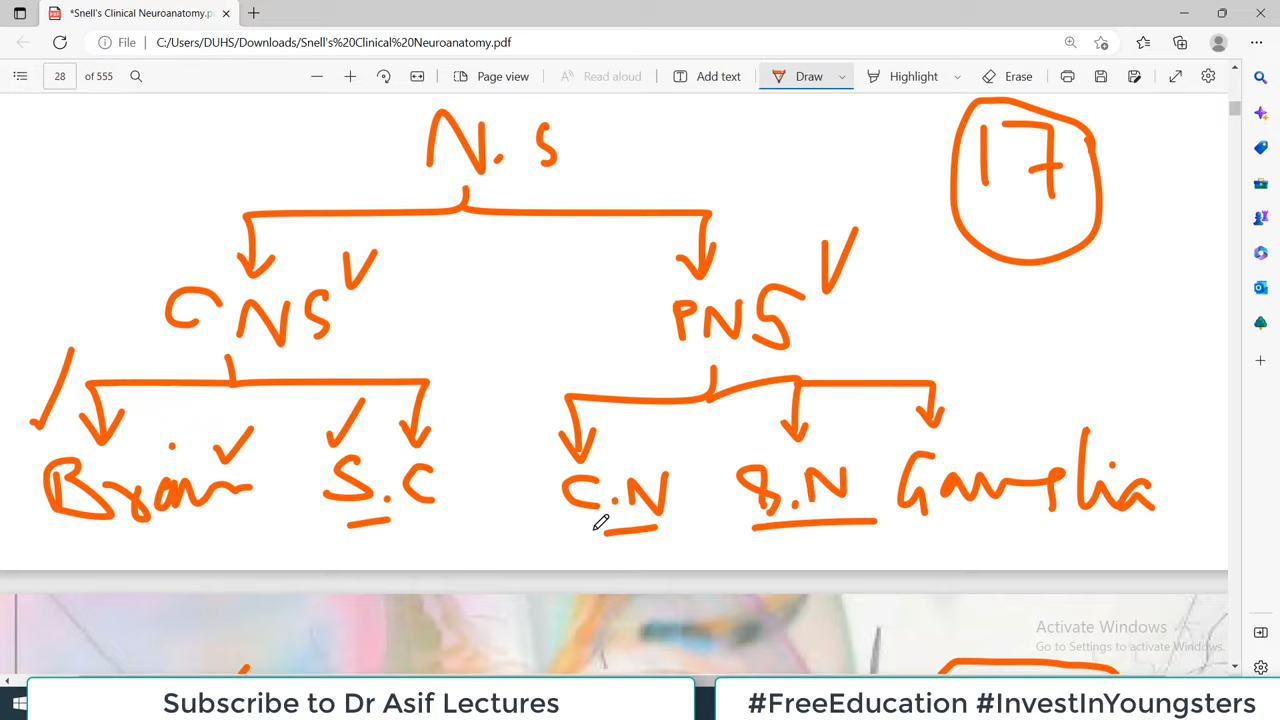 *Snell's Clinical Neuroanatomy.p
File C:/Users/DUHS/Downloads/Snell's%20Clinical%20Neuroanatomy.pdf
28 of 555 Page view Read aloud Add text Draw Highlight Erase
N.S
17
CNS PNS
Brain S.C C.N S.N Ganglia
Activate Windows
Go to Settings to activate Windows.
Subscribe to Dr Asif Lectures #FreeEducation #InvestInYoungsters